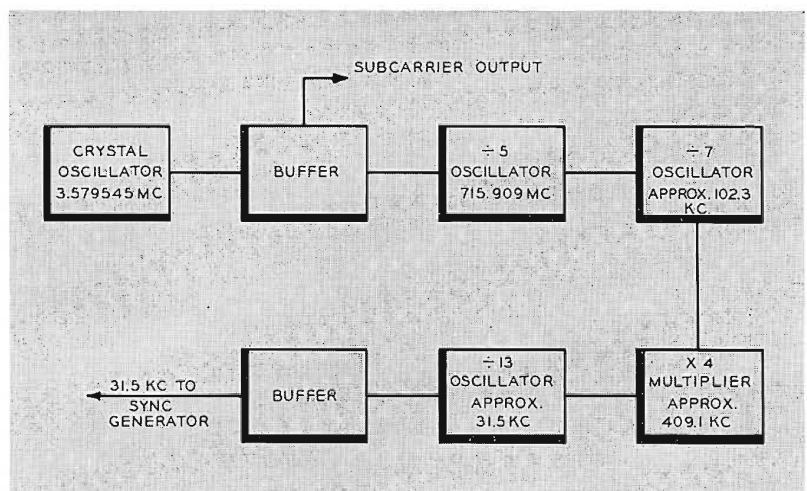 SUBCARRIER OUTPUT
CRYSTAL
OSCILLATOR
3.579545 MC
BUFFER
÷ 5
OSCILLATOR
715.909 MC
÷ 7
OSCILLATOR
APPROX. 102.3
KC.
31.5 KC TO
SYNC
GENERATOR
BUFFER
÷ 13
OSCILLATOR
APPROX.
31.5 KC
X 4
MULTIPLIER
APPROX.
409.1 KC